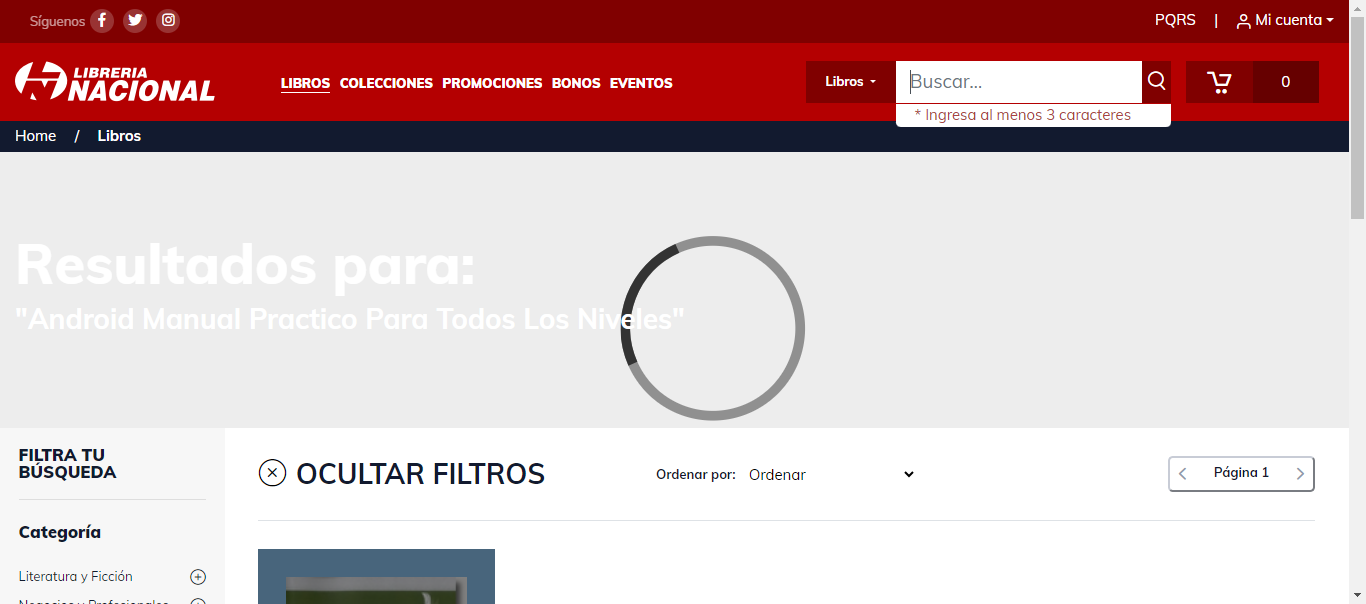 Síguenos
PQRS | Mi cuenta
LIBRERIA
NACIONAL
LIBROS COLECCIONES PROMOCIONES BONOS EVENTOS
Libros
Buscar...
0
* Ingresa al menos 3 caracteres
Home / Libros
Resultados para:
"Android Manual Practico Para Todos Los Niveles"
FILTRA TU
BÚSQUEDA
OCULTAR FILTROS
Ordenar por: Ordenar
Página 1
Categoría
Literatura y Ficción
Negocios y Profesionales